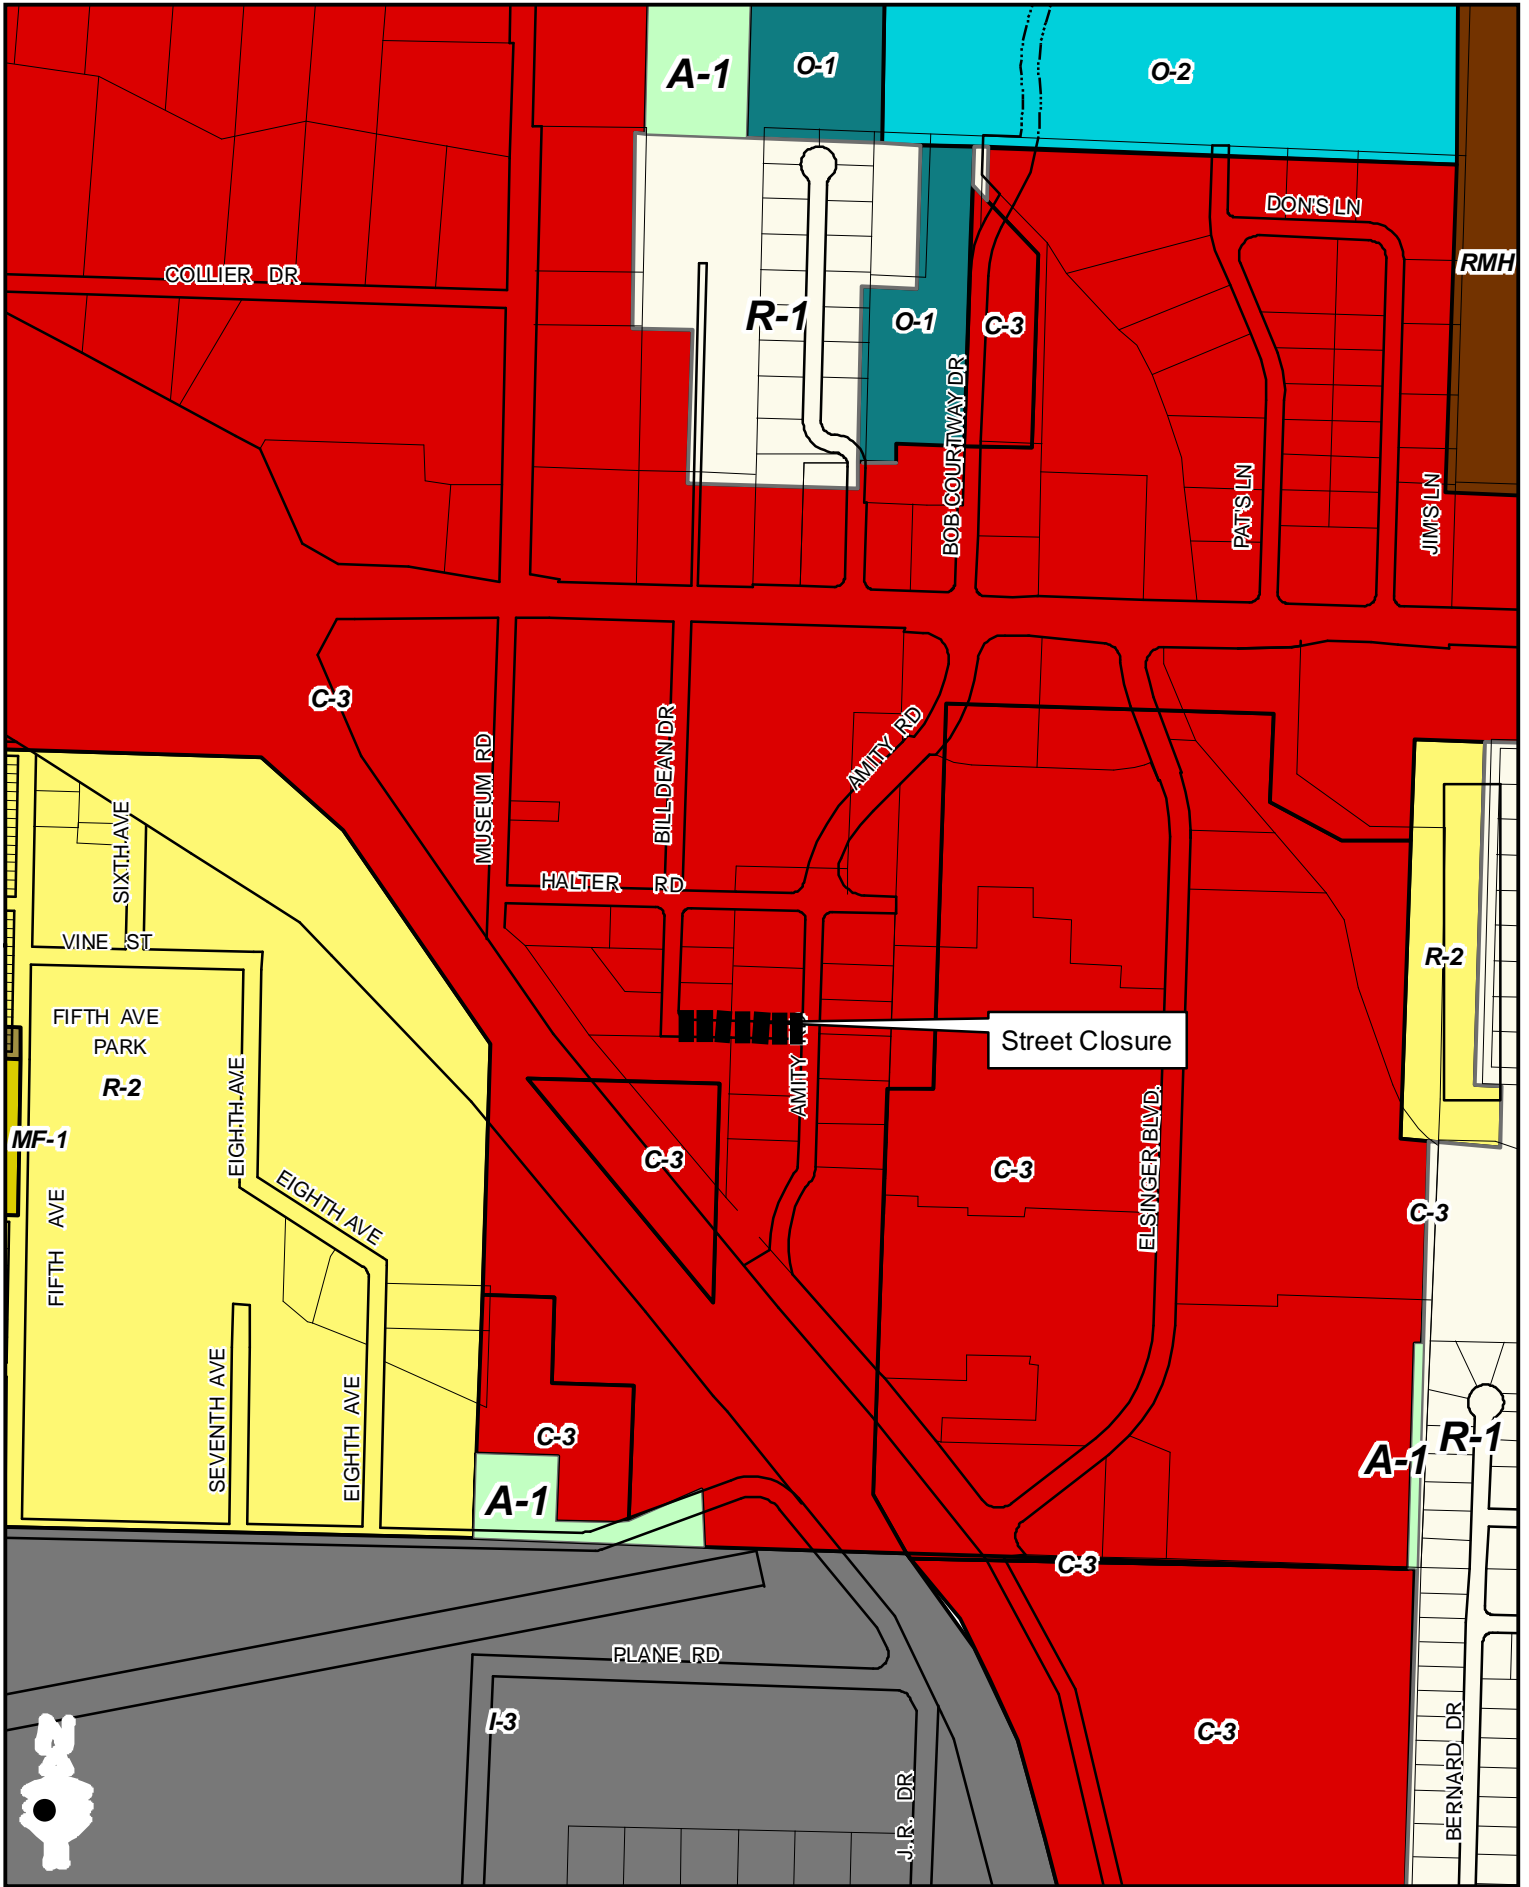 A-1
O-1
O-2
DON'S LN
COLLIER DR
RMH
R-1
O-1
C-3
BOB COURTWAY DR
PAT'S LN
JIM'S LN
C-3
MUSEUM RD
BILL DEAN DR
AMITY RD
SIXTH AVE
HALTER RD
VINE ST
R-2
FIFTH AVE
PARK
R-2
Street Closure
AMITY
EIGHTH AVE
MF-1
ELSINGER BLVD.
C-3
C-3
EIGHTH AVE
FIFTH AVE
C-3
SEVENTH AVE
EIGHTH AVE
C-3
A-1
R-1
A-1
C-3
PLANE RD
I-3
C-3
J.R. DR
BERNARD DR
N